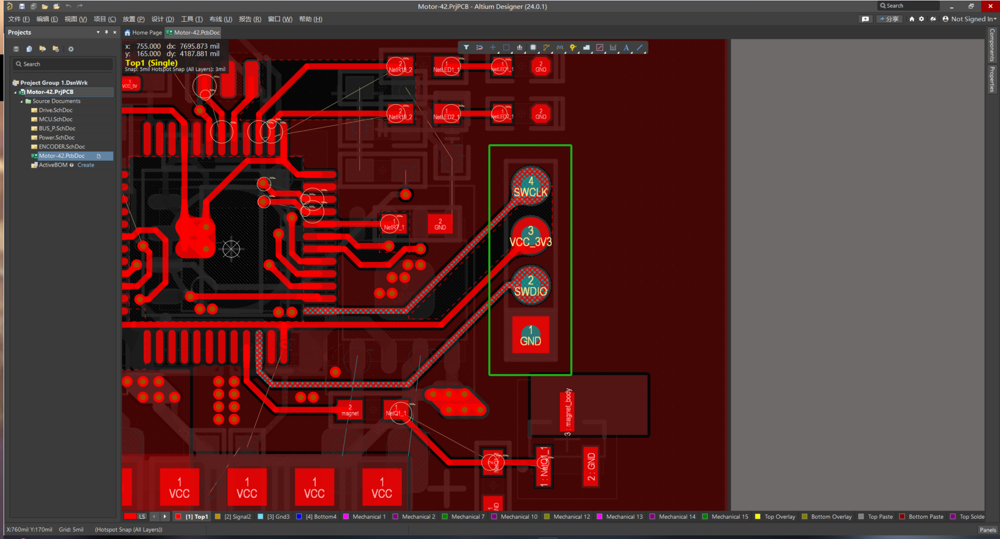 Motor-42.PrjPCB - Altium Designer (24.0.1)
Search
文件 (F) 编辑 (E) 视图 (V) 项目 (C) 放置 (P) 设计 (D) 工具 (T) 布线 (U) 报告 (R) 窗口 (W) 帮助 (H)
分享
Not Signed In
Projects
Home Page
Motor-42.PcbDoc
Components
Properties
x: 755.000 dx: 7695.873 mil
y: 165.000 dy: 4187.881 mil
Top1 (Single)
Snap: 5mil Hotspot Snap (All Layers): 3mil
Search
Project Group 1.DsnWrk
Motor-42.PrjPCB
Source Documents
Drive.SchDoc
MCU.SchDoc
BUS_P.SchDoc
Power.SchDoc
ENCODER.SchDoc
Motor-42.PcbDoc
ActiveBOM Create
1
VCC_5V
2
NetR18_2
1
NetLED1_1
1
NetLED1_1
2
GND
2
NetR19_2
1
NetLED2_1
1
NetLED2_1
2
GND
4
SWCLK
1
NetR7_1
2
GND
3
VCC_3V3
2
SWDIO
1
GND
2
magnet
1
NetQ1_1
3 : magnet_body
2
NetQ1_1
1 : NetQ1_1
2 : GND
1
VCC
1
VCC
1
VCC
1
VCC
LS
[1] Top1
[2] Signal2
[3] Gnd3
[4] Bottom4
Mechanical 1
Mechanical 2
Mechanical 7
Mechanical 10
Mechanical 12
Mechanical 13
Mechanical 14
Mechanical 15
Top Overlay
Bottom Overlay
Top Paste
Bottom Paste
Top Solde
X:760mil Y:170mil Grid: 5mil (Hotspot Snap (All Layers))
Panels